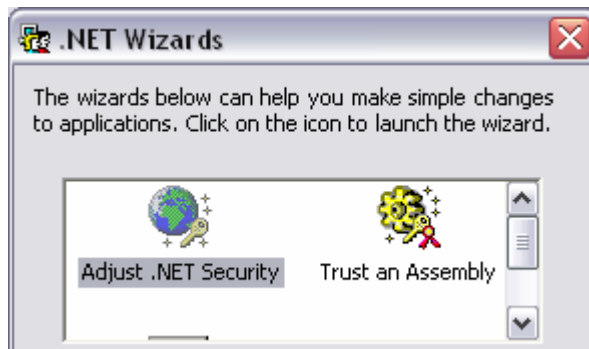 .NET Wizards
The wizards below can help you make simple changes
to applications. Click on the icon to launch the wizard.
Adjust .NET Security
Trust an Assembly